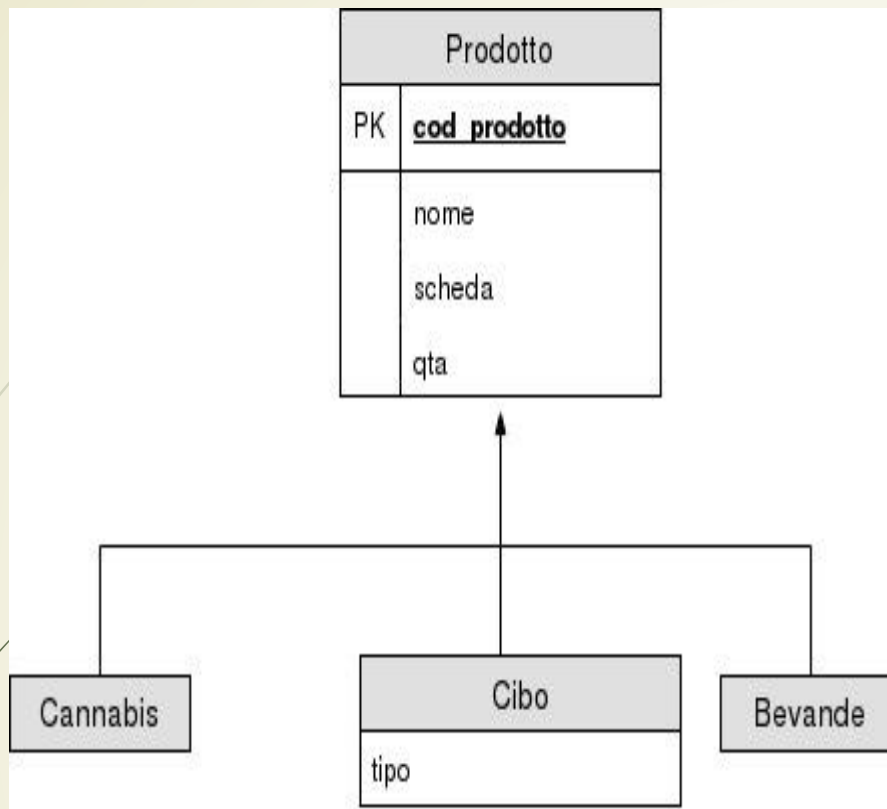 Prodotto
PK cod_prodotto
nome
scheda
qta
Cannabis
Cibo
Bevande
tipo